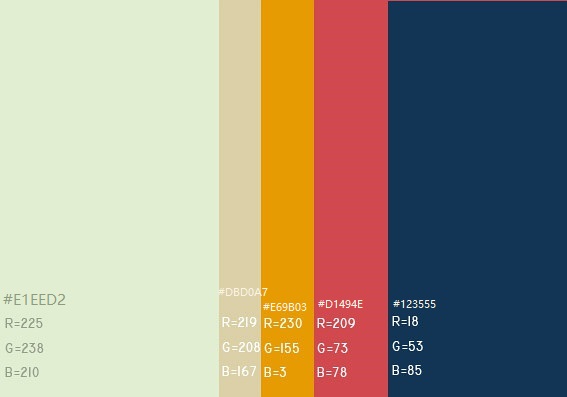 #E1EED2
R=225
G=238
B=210
#DBD0A7
R=219
G=208
B=167
#E69B03
R=230
G=155
B=3
#D1494E
R=209
G=73
B=78
#123555
R=18
G=53
B=85